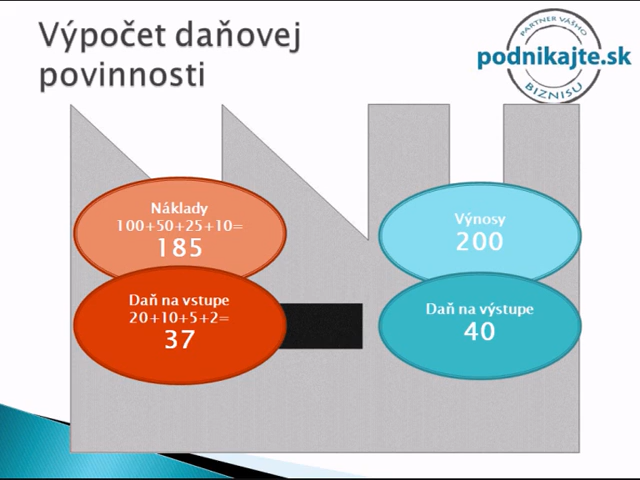 Výpočet daňovej
povinnosti
PARTNER VÁŠHO
podnikajte.sk
BIZNISU
Náklady
100+50+25+10=
185
Daň na vstupe
20+10+5+2=
37
Výnosy
200
Daň na výstupe
40